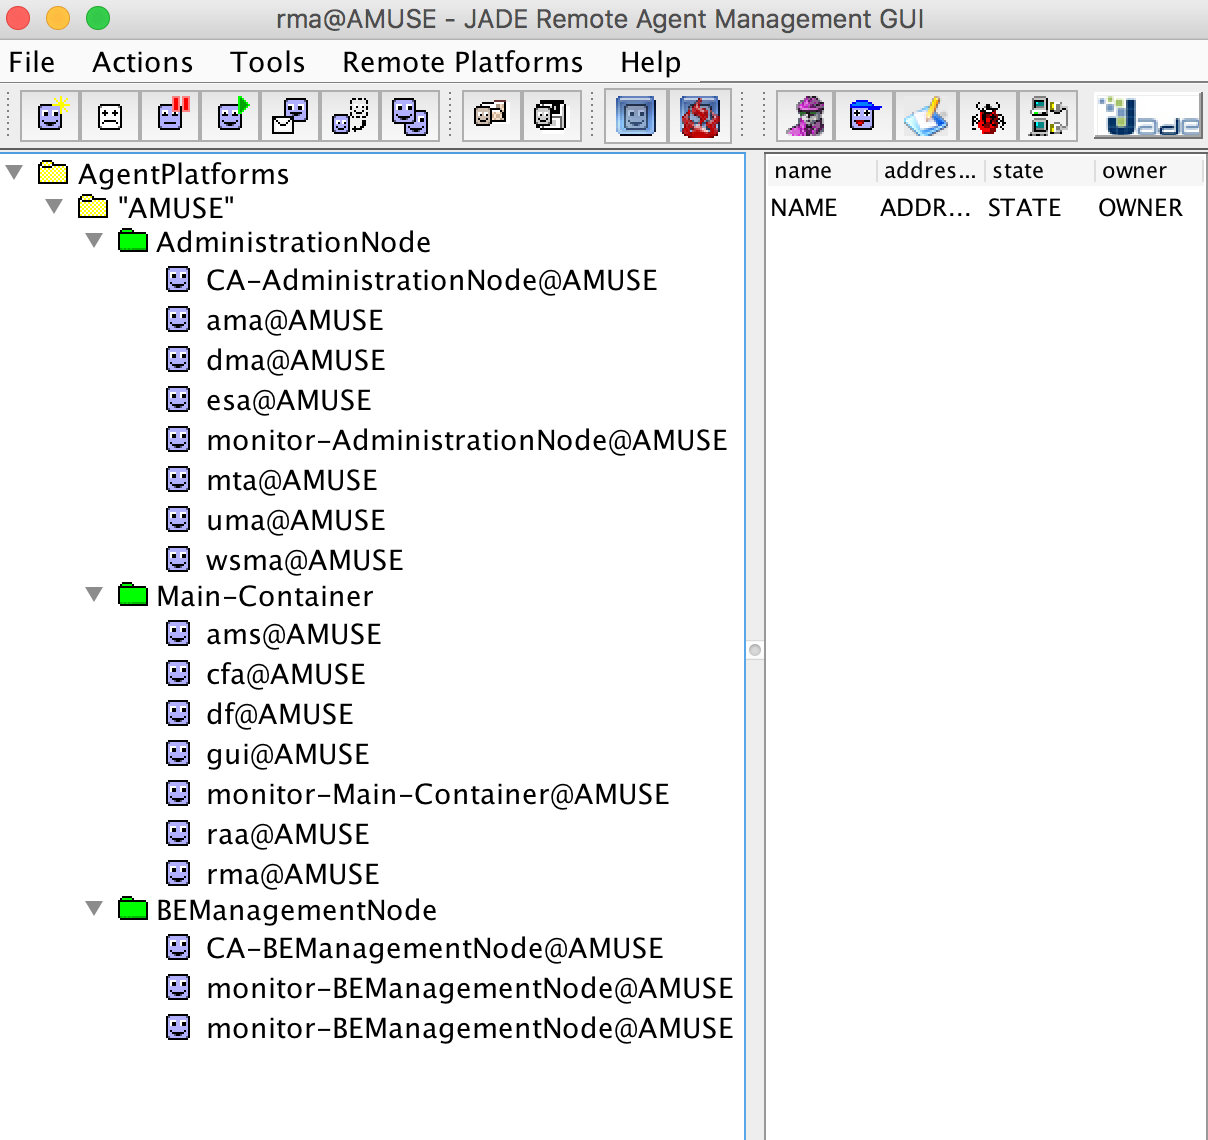 rma@AMUSE - JADE Remote Agent Management GUI
File Actions Tools Remote Platforms Help
Jade
AgentPlatforms
"AMUSE"
AdministrationNode
CA-AdministrationNode@AMUSE
ama@AMUSE
dma@AMUSE
esa@AMUSE
monitor-AdministrationNode@AMUSE
mta@AMUSE
uma@AMUSE
wsma@AMUSE
Main-Container
ams@AMUSE
cfa@AMUSE
df@AMUSE
gui@AMUSE
monitor-Main-Container@AMUSE
raa@AMUSE
rma@AMUSE
BEManagementNode
CA-BEManagementNode@AMUSE
monitor-BEManagementNode@AMUSE
monitor-BEManagementNode@AMUSE
name addres... state owner
NAME ADDR... STATE OWNER